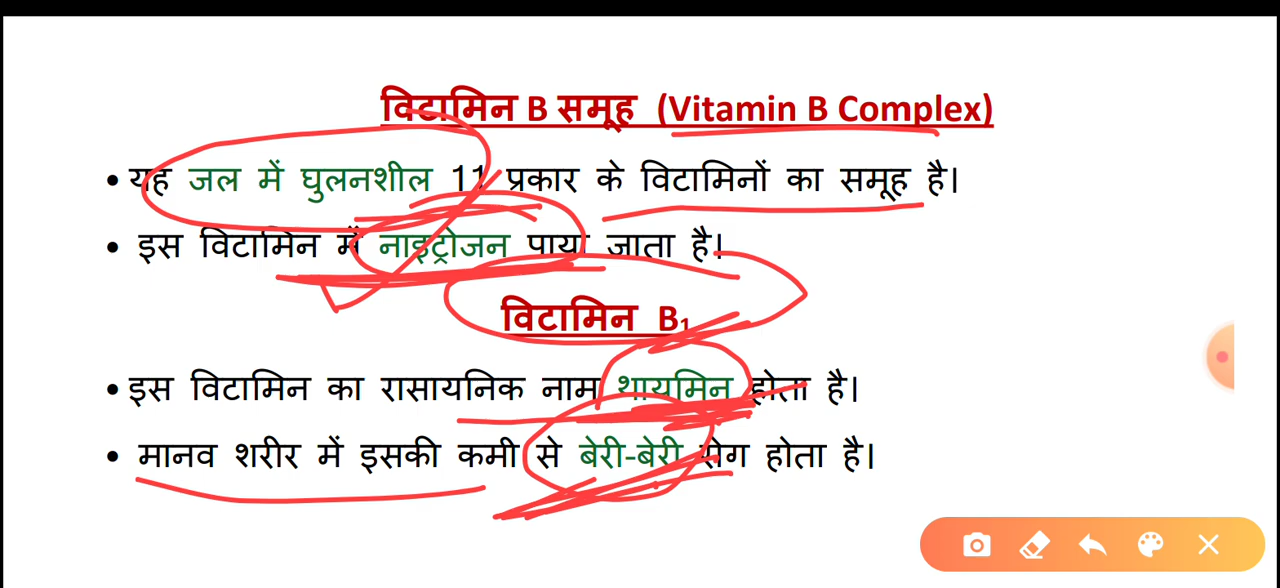 विटामिन B समूह (Vitamin B Complex)
• यह जल में घुलनशील 11 प्रकार के विटामिनों का समूह है।
• इस विटामिन में नाइट्रोजन पाया जाता है।
विटामिन B₁
• इस विटामिन का रासायनिक नाम थायमिन होता है।
• मानव शरीर में इसकी कमी से बेरी-बेरी रोग होता है।